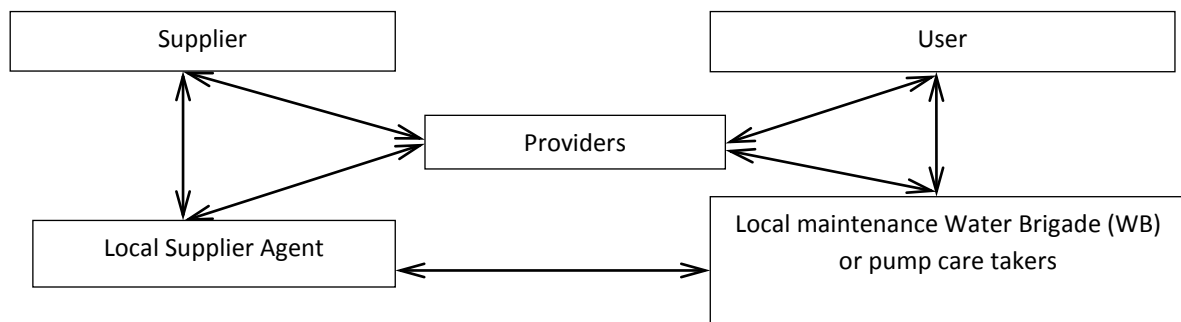 Supplier
User
Providers
Local Supplier Agent
Local maintenance Water Brigade (WB)
or pump care takers